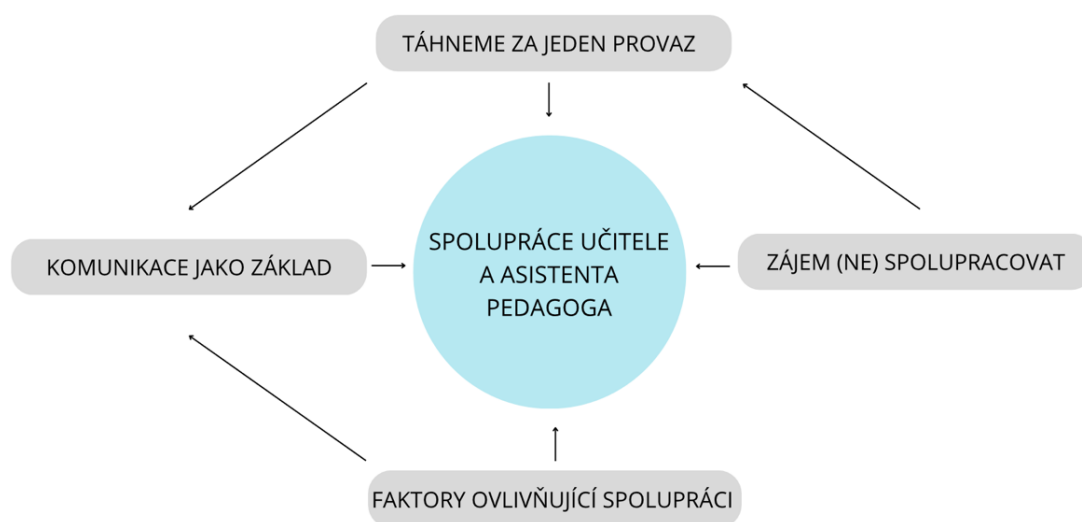 TÁHNEME ZA JEDEN PROVAZ
KOMUNIKACE JAKO ZÁKLAD
SPOLUPRÁCE UČITELE
A ASISTENTA
PEDAGOGA
ZÁJEM (NE) SPOLUPRACOVAT
FAKTORY OVLIVŇUJÍCÍ SPOLUPRÁCI